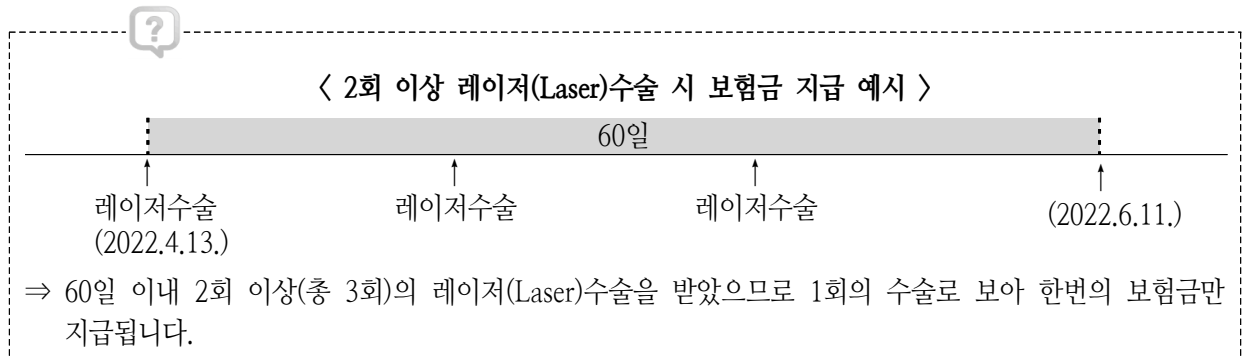 ?
〈 2회 이상 레이저(Laser)수술 시 보험금 지급 예시 〉
60일
레이저수술 레이저수술 레이저수술 (2022.6.11.)
(2022.4.13.)
⇒ 60일 이내 2회 이상(총 3회)의 레이저(Laser)수술을 받았으므로 1회의 수술로 보아 한번의 보험금만
지급됩니다.